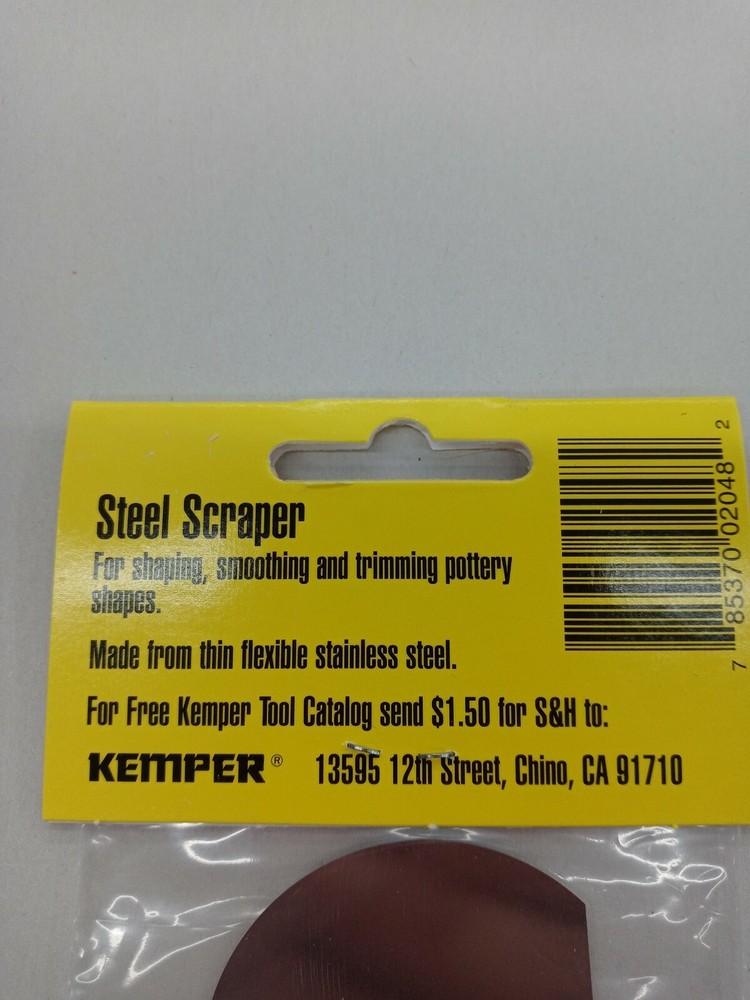 Steel Scraper
For shaping, smoothing and trimming pottery
shapes.
Made from thin flexible stainless steel.
For Free Kemper Tool Catalog send $1.50 for S&H to:
KEMPER® 13595 12th Street, Chino, CA 91710
7 85370 02048 2